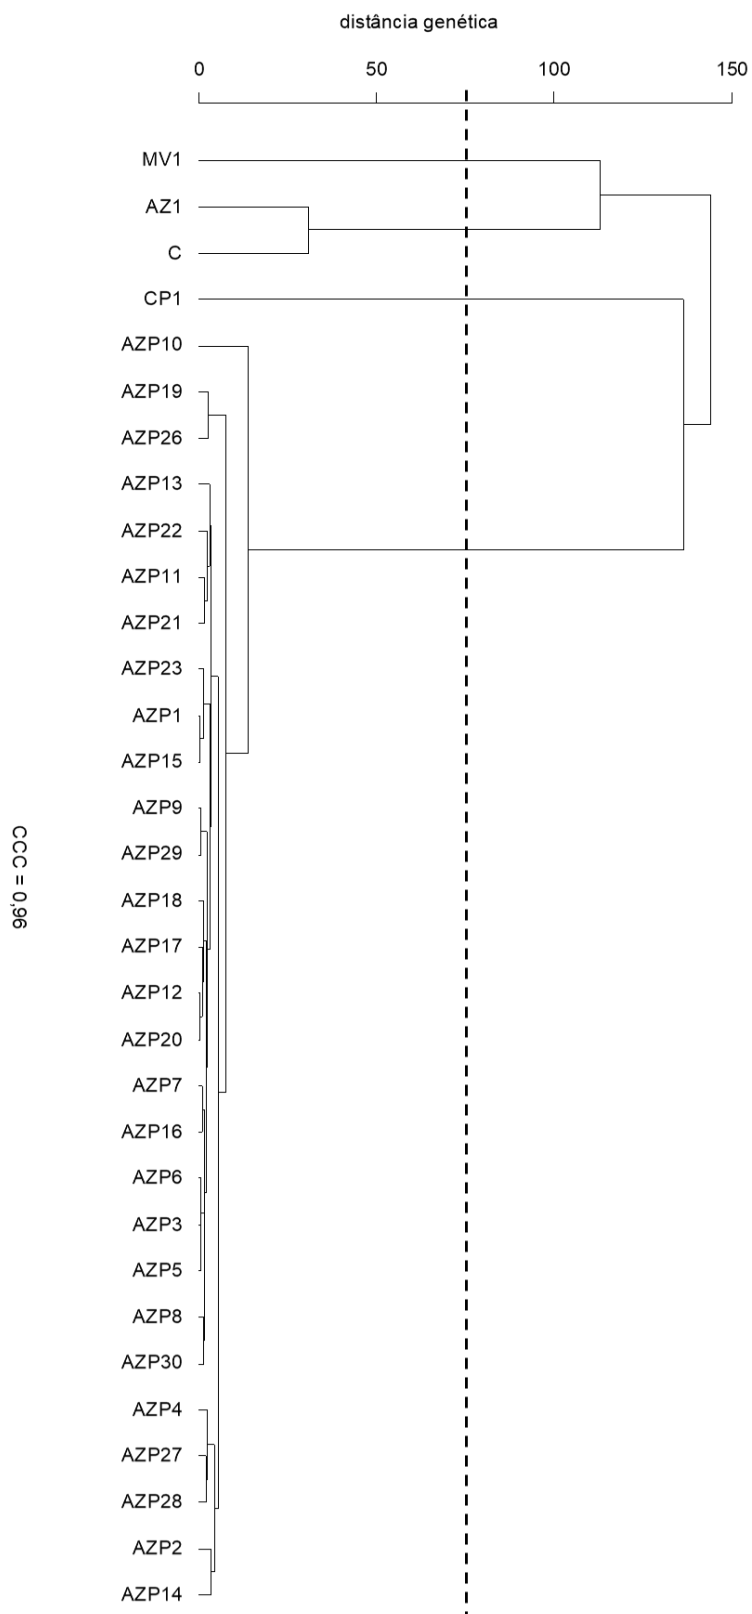 distância genética
0 50 100 150
MV1
AZ1
C
CP1
AZP10
AZP19
AZP26
AZP13
AZP22
AZP11
AZP21
AZP23
AZP1
AZP15
AZP9
AZP29
AZP18
AZP17
AZP12
AZP20
AZP7
AZP16
AZP6
AZP3
AZP5
AZP8
AZP30
AZP4
AZP27
AZP28
AZP2
AZP14
CCC = 0,96